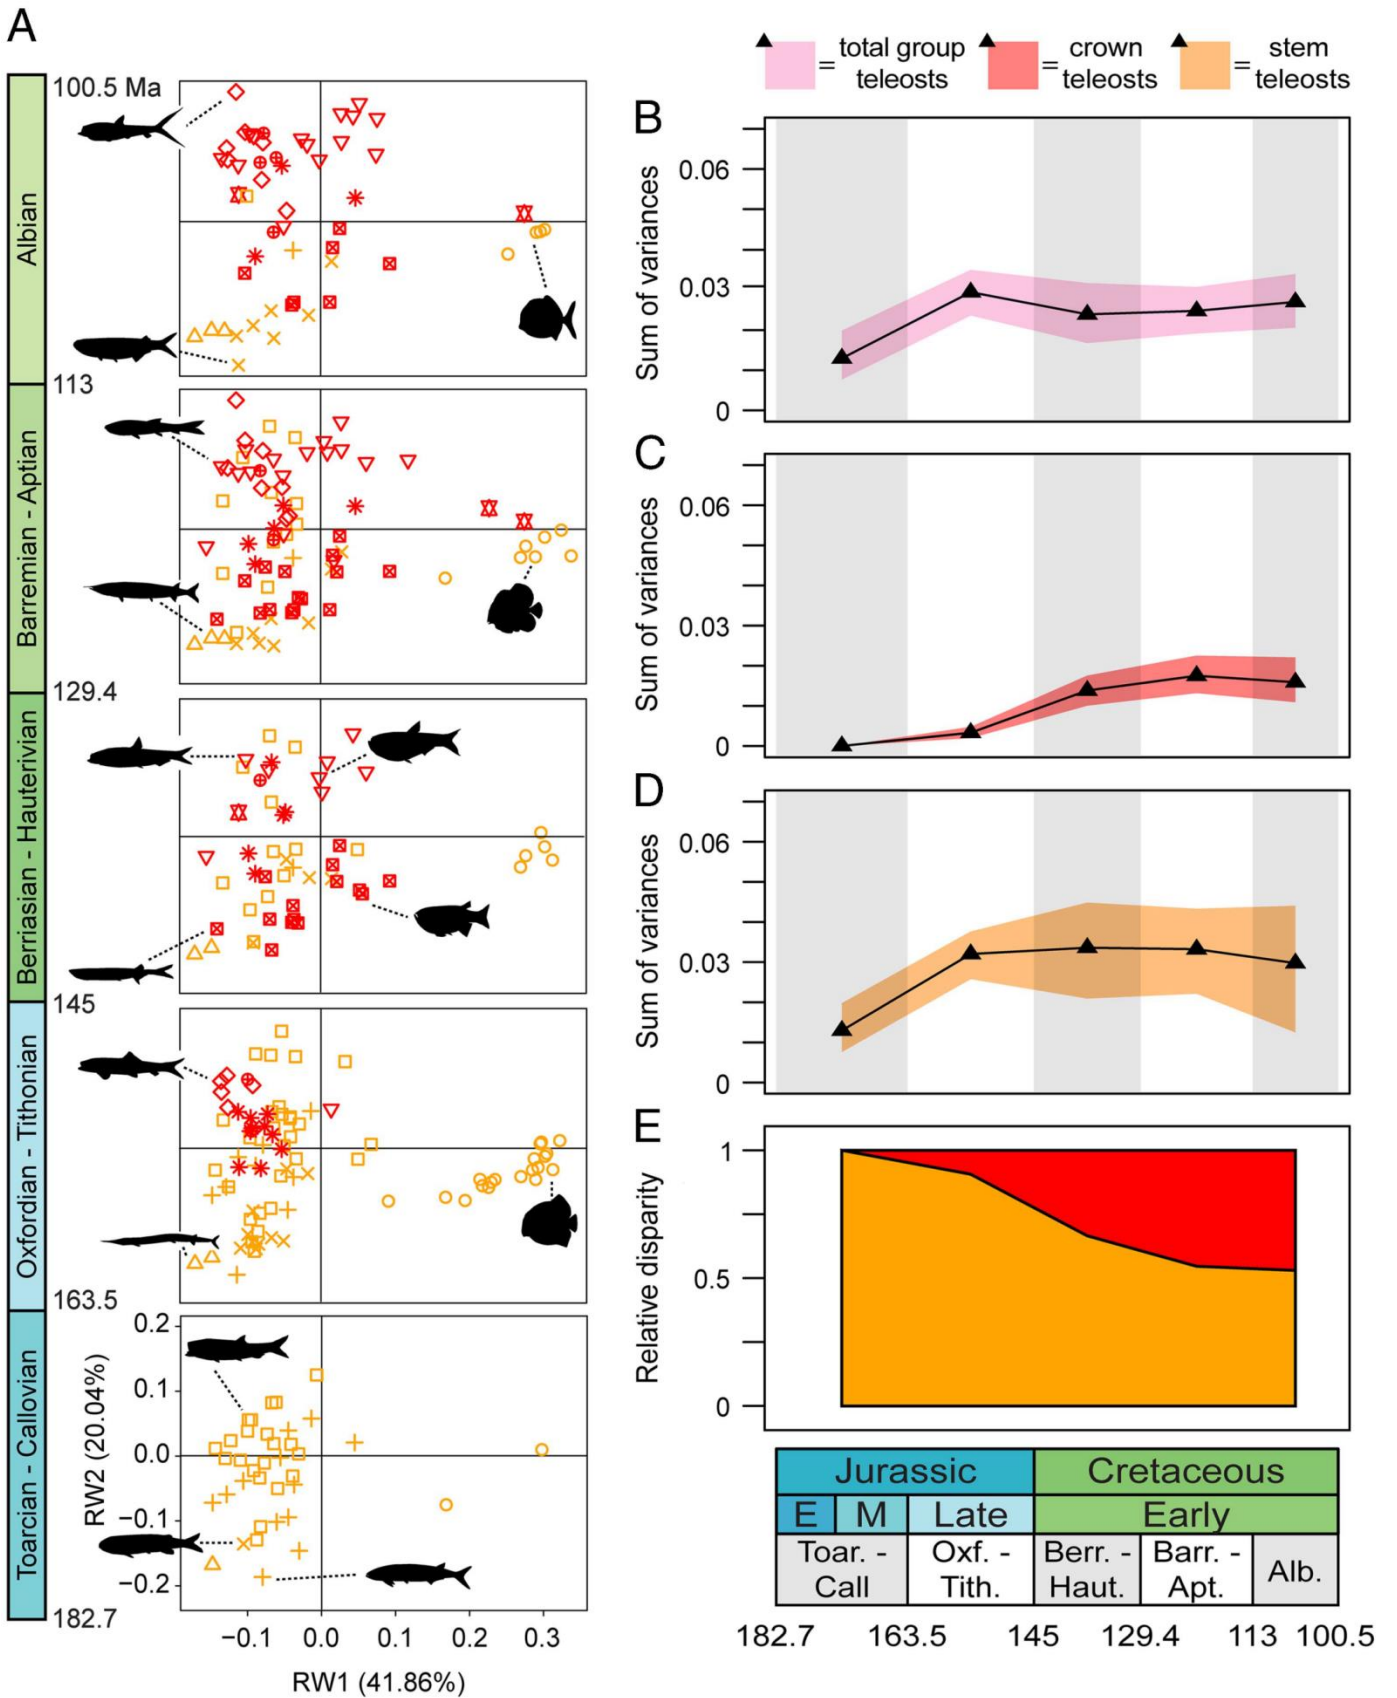 A
100.5 Ma
Albian
113
Barremian - Aptian
129.4
Berriasian - Hauterivian
145
Oxfordian - Tithonian
163.5
Toarcian - Callovian
182.7
0.2
0.1
0.0
−0.1
−0.2
RW2 (20.04%)
−0.1
0.0
0.1
0.2
0.3
RW1 (41.86%)
= total group
teleosts
= crown
teleosts
= stem
teleosts
B
Sum of variances
0.06
0.03
0
C
Sum of variances
0.06
0.03
0
D
Sum of variances
0.06
0.03
0
E
Relative disparity
1
0.5
0
Jurassic
Cretaceous
E
M
Late
Early
Toar. -
Call
Oxf. -
Tith.
Berr. -
Haut.
Barr. -
Apt.
Alb.
182.7
163.5
145
129.4
113
100.5